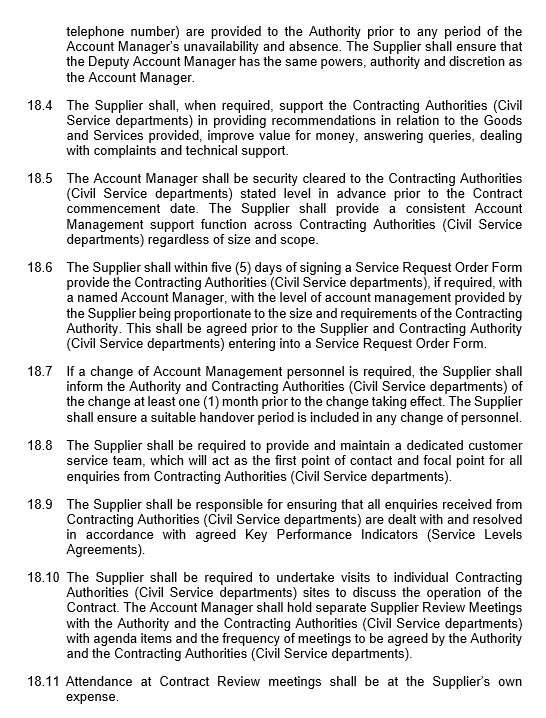 telephone number) are provided to the Authority prior to any period of the
Account Manager's unavailability and absence. The Supplier shall ensure that
the Deputy Account Manager has the same powers, authority and discretion as
the Account Manager.
18.4 The Supplier shall, when required, support the Contracting Authorities (Civil
Service departments) in providing recommendations in relation to the Goods
and Services provided, improve value for money, answering queries, dealing
with complaints and technical support.
18.5 The Account Manager shall be security cleared to the Contracting Authorities
(Civil Service departments) stated level in advance prior to the Contract
commencement date. The Supplier shall provide a consistent Account
Management support function across Contracting Authorities (Civil Service
departments) regardless of size and scope.
18.6 The Supplier shall within five (5) days of signing a Service Request Order Form
provide the Contracting Authorities (Civil Service departments), if required, with
a named Account Manager, with the level of account management provided by
the Supplier being proportionate to the size and requirements of the Contracting
Authority. This shall be agreed prior to the Supplier and Contracting Authority
(Civil Service departments) entering into a Service Request Order Form.
18.7 If a change of Account Management personnel is required, the Supplier shall
inform the Authority and Contracting Authorities (Civil Service departments) of
the change at least one (1) month prior to the change taking effect. The Supplier
shall ensure a suitable handover period is included in any change of personnel.
18.8 The Supplier shall be required to provide and maintain a dedicated customer
service team, which will act as the first point of contact and focal point for all
enquiries from Contracting Authorities (Civil Service departments).
18.9 The Supplier shall be responsible for ensuring that all enquiries received from
Contracting Authorities (Civil Service departments) are dealt with and resolved
in accordance with agreed Key Performance Indicators (Service Levels
Agreements).
18.10 The Supplier shall be required to undertake visits to individual Contracting
Authorities (Civil Service departments) sites to discuss the operation of the
Contract. The Account Manager shall hold separate Supplier Review Meetings
with the Authority and the Contracting Authorities (Civil Service departments)
with agenda items and the frequency of meetings to be agreed by the Authority
and the Contracting Authorities (Civil Service departments).
18.11 Attendance at Contract Review meetings shall be at the Supplier's own
expense.